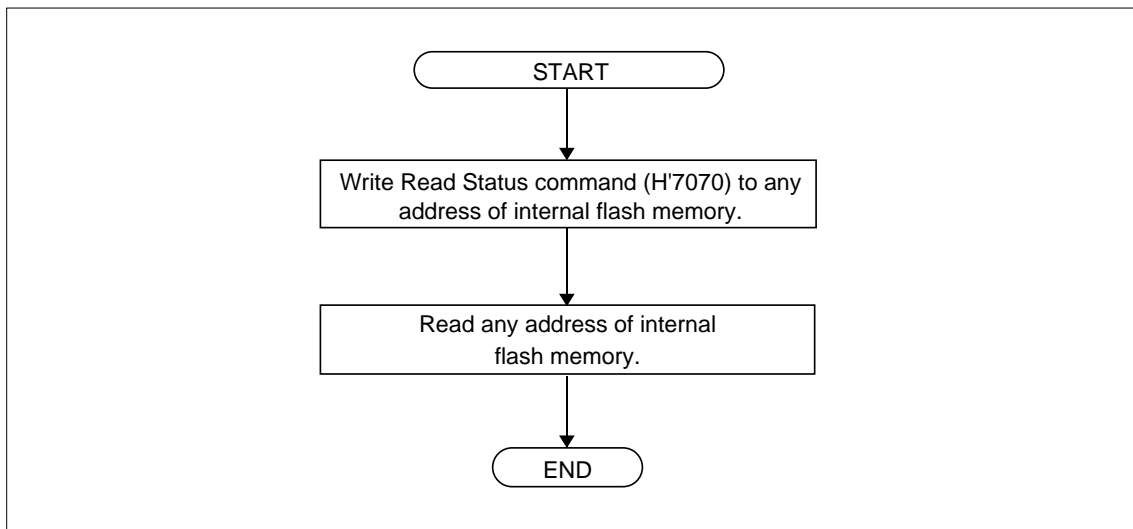 START
Write Read Status command (H'7070) to any
address of internal flash memory.
Read any address of internal
flash memory.
END